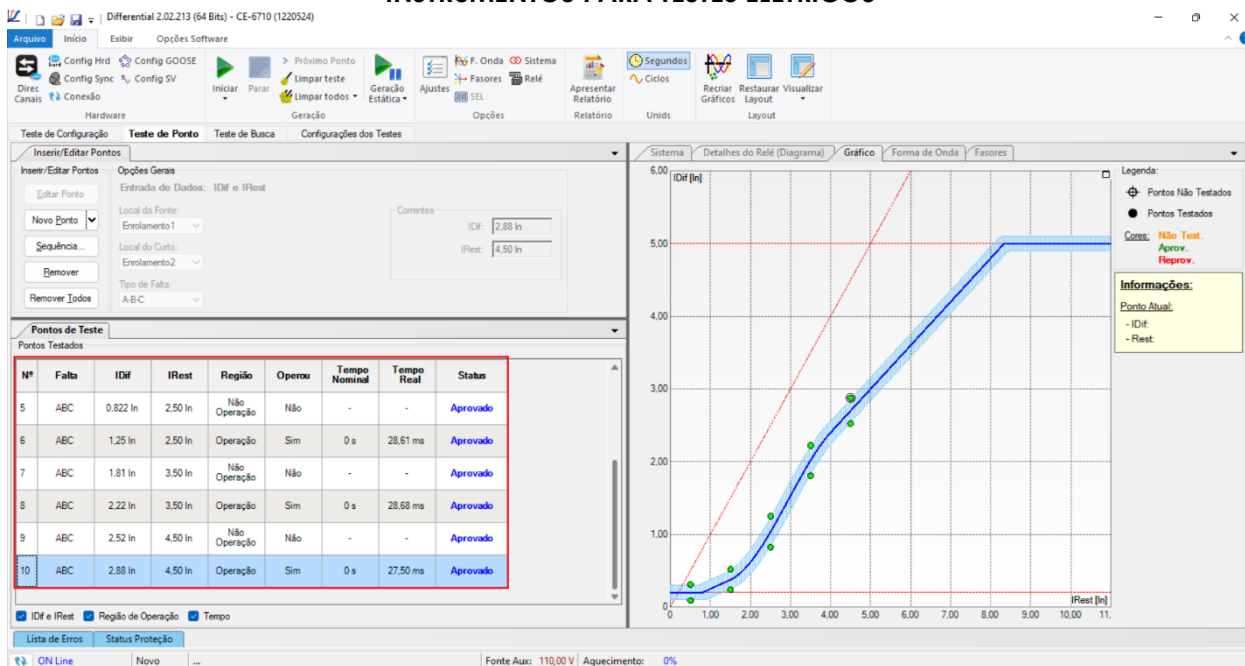 INSTRUMENTOS PARA TESTES ELÉTRICOS
Differential 2.02.213 (64 Bits) - CE-6710 (1220524)
Arquivo Início Exibir Opções Software
Direc Canais
Config Hrd
Config Sync
Conexão
Config GOOSE
Config SV
Hardware
Iniciar
Parar
Próximo Ponto
Limpar teste
Limpar todos
Geração Estática
Geração
Ajustes
F. Onda
Sistema
Fasores
Relé
SEL
Opções
Apresentar Relatório
Relatório
Segundos
Ciclos
Unids
Recriar Gráficos
Restaurar Layout
Visualizar
Layout
Teste de Configuração Teste de Ponto Teste de Busca Configurações dos Testes
Inserir/Editar Pontos
Inserir/Editar Pontos
Editar Ponto
Novo Ponto
Sequência...
Remover
Remover Todos
Opções Gerais
Entrada de Dados: IDif e IRest
Local da Fonte:
Enrolamento1
Local do Curto:
Enrolamento2
Tipo de Falta:
A-B-C
Correntes
IDif: 2,88 In
IRest: 4,50 In
Pontos de Teste
Pontos Testados
Nº Falta IDif IRest Região Operou Tempo Nominal Tempo Real Status
5 ABC 0,822 In 2,50 In Não Operação Não - - Aprovado
6 ABC 1,25 In 2,50 In Operação Sim 0 s 28,61 ms Aprovado
7 ABC 1,81 In 3,50 In Não Operação Não - - Aprovado
8 ABC 2,22 In 3,50 In Operação Sim 0 s 28,68 ms Aprovado
9 ABC 2,52 In 4,50 In Não Operação Não - - Aprovado
10 ABC 2,88 In 4,50 In Operação Sim 0 s 27,50 ms Aprovado
IDif e IRest Região de Operação Tempo
Lista de Erros Status Proteção
ON Line Novo ... Fonte Aux: 110,00 V Aquecimento: 0%
Sistema Detalhes do Relé (Diagrama) Gráfico Forma de Onda Fasores
IDif [In]
6,00
5,00
4,00
3,00
2,00
1,00
0
0 1,00 2,00 3,00 4,00 5,00 6,00 7,00 8,00 9,00 10,00 11,
IRest [In]
Legenda:
Pontos Não Testados
Pontos Testados
Cores: Não Test.
Aprov.
Reprov.
Informações:
Ponto Atual:
- IDif:
- Rest: